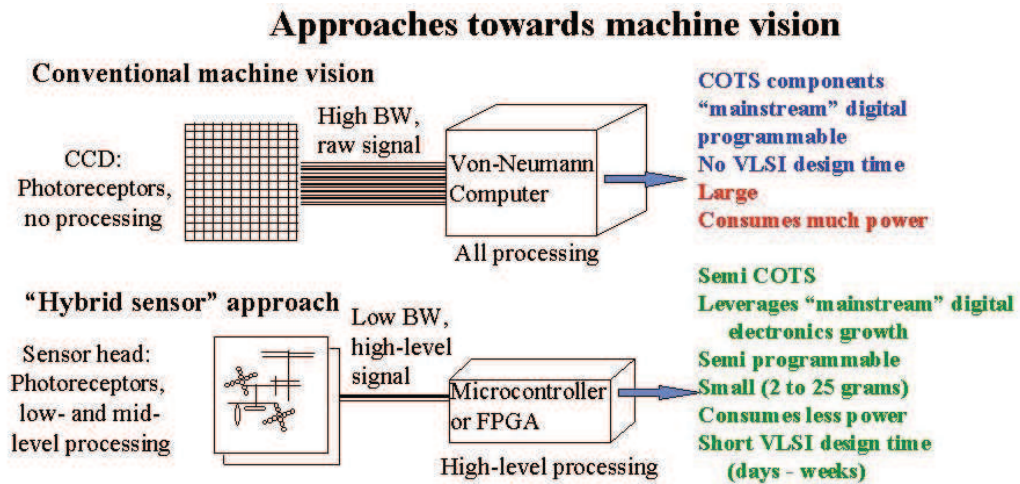 Approaches towards machine vision
Conventional machine vision
CCD:
Photoreceptors,
no processing
High BW,
raw signal
Von-Neumann
Computer
All processing
COTS components
“mainstream” digital
programmable
No VLSI design time
Large
Consumes much power
“Hybrid sensor” approach
Sensor head:
Photoreceptors,
low- and mid-
level processing
Low BW,
high-level
signal
Microcontroller
or FPGA
High-level processing
Semi COTS
Leverages “mainstream” digital
electronics growth
Semi programmable
Small (2 to 25 grams)
Consumes less power
Short VLSI design time
(days - weeks)